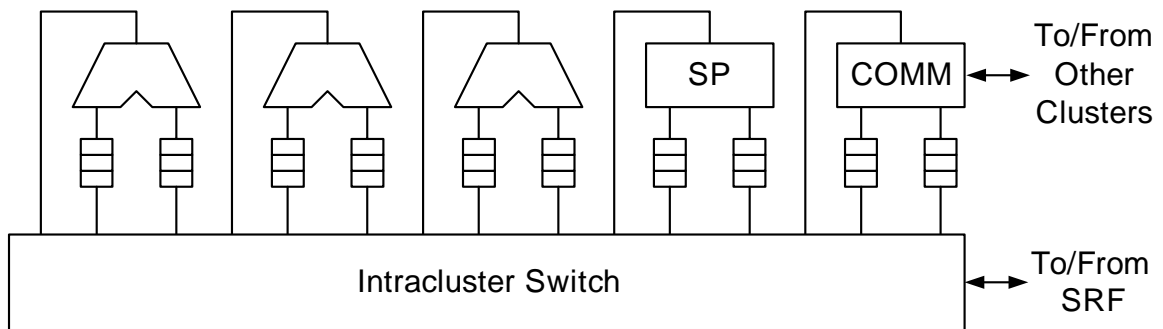 SP
COMM
To/From
Other
Clusters
Intracluster Switch
To/From
SRF